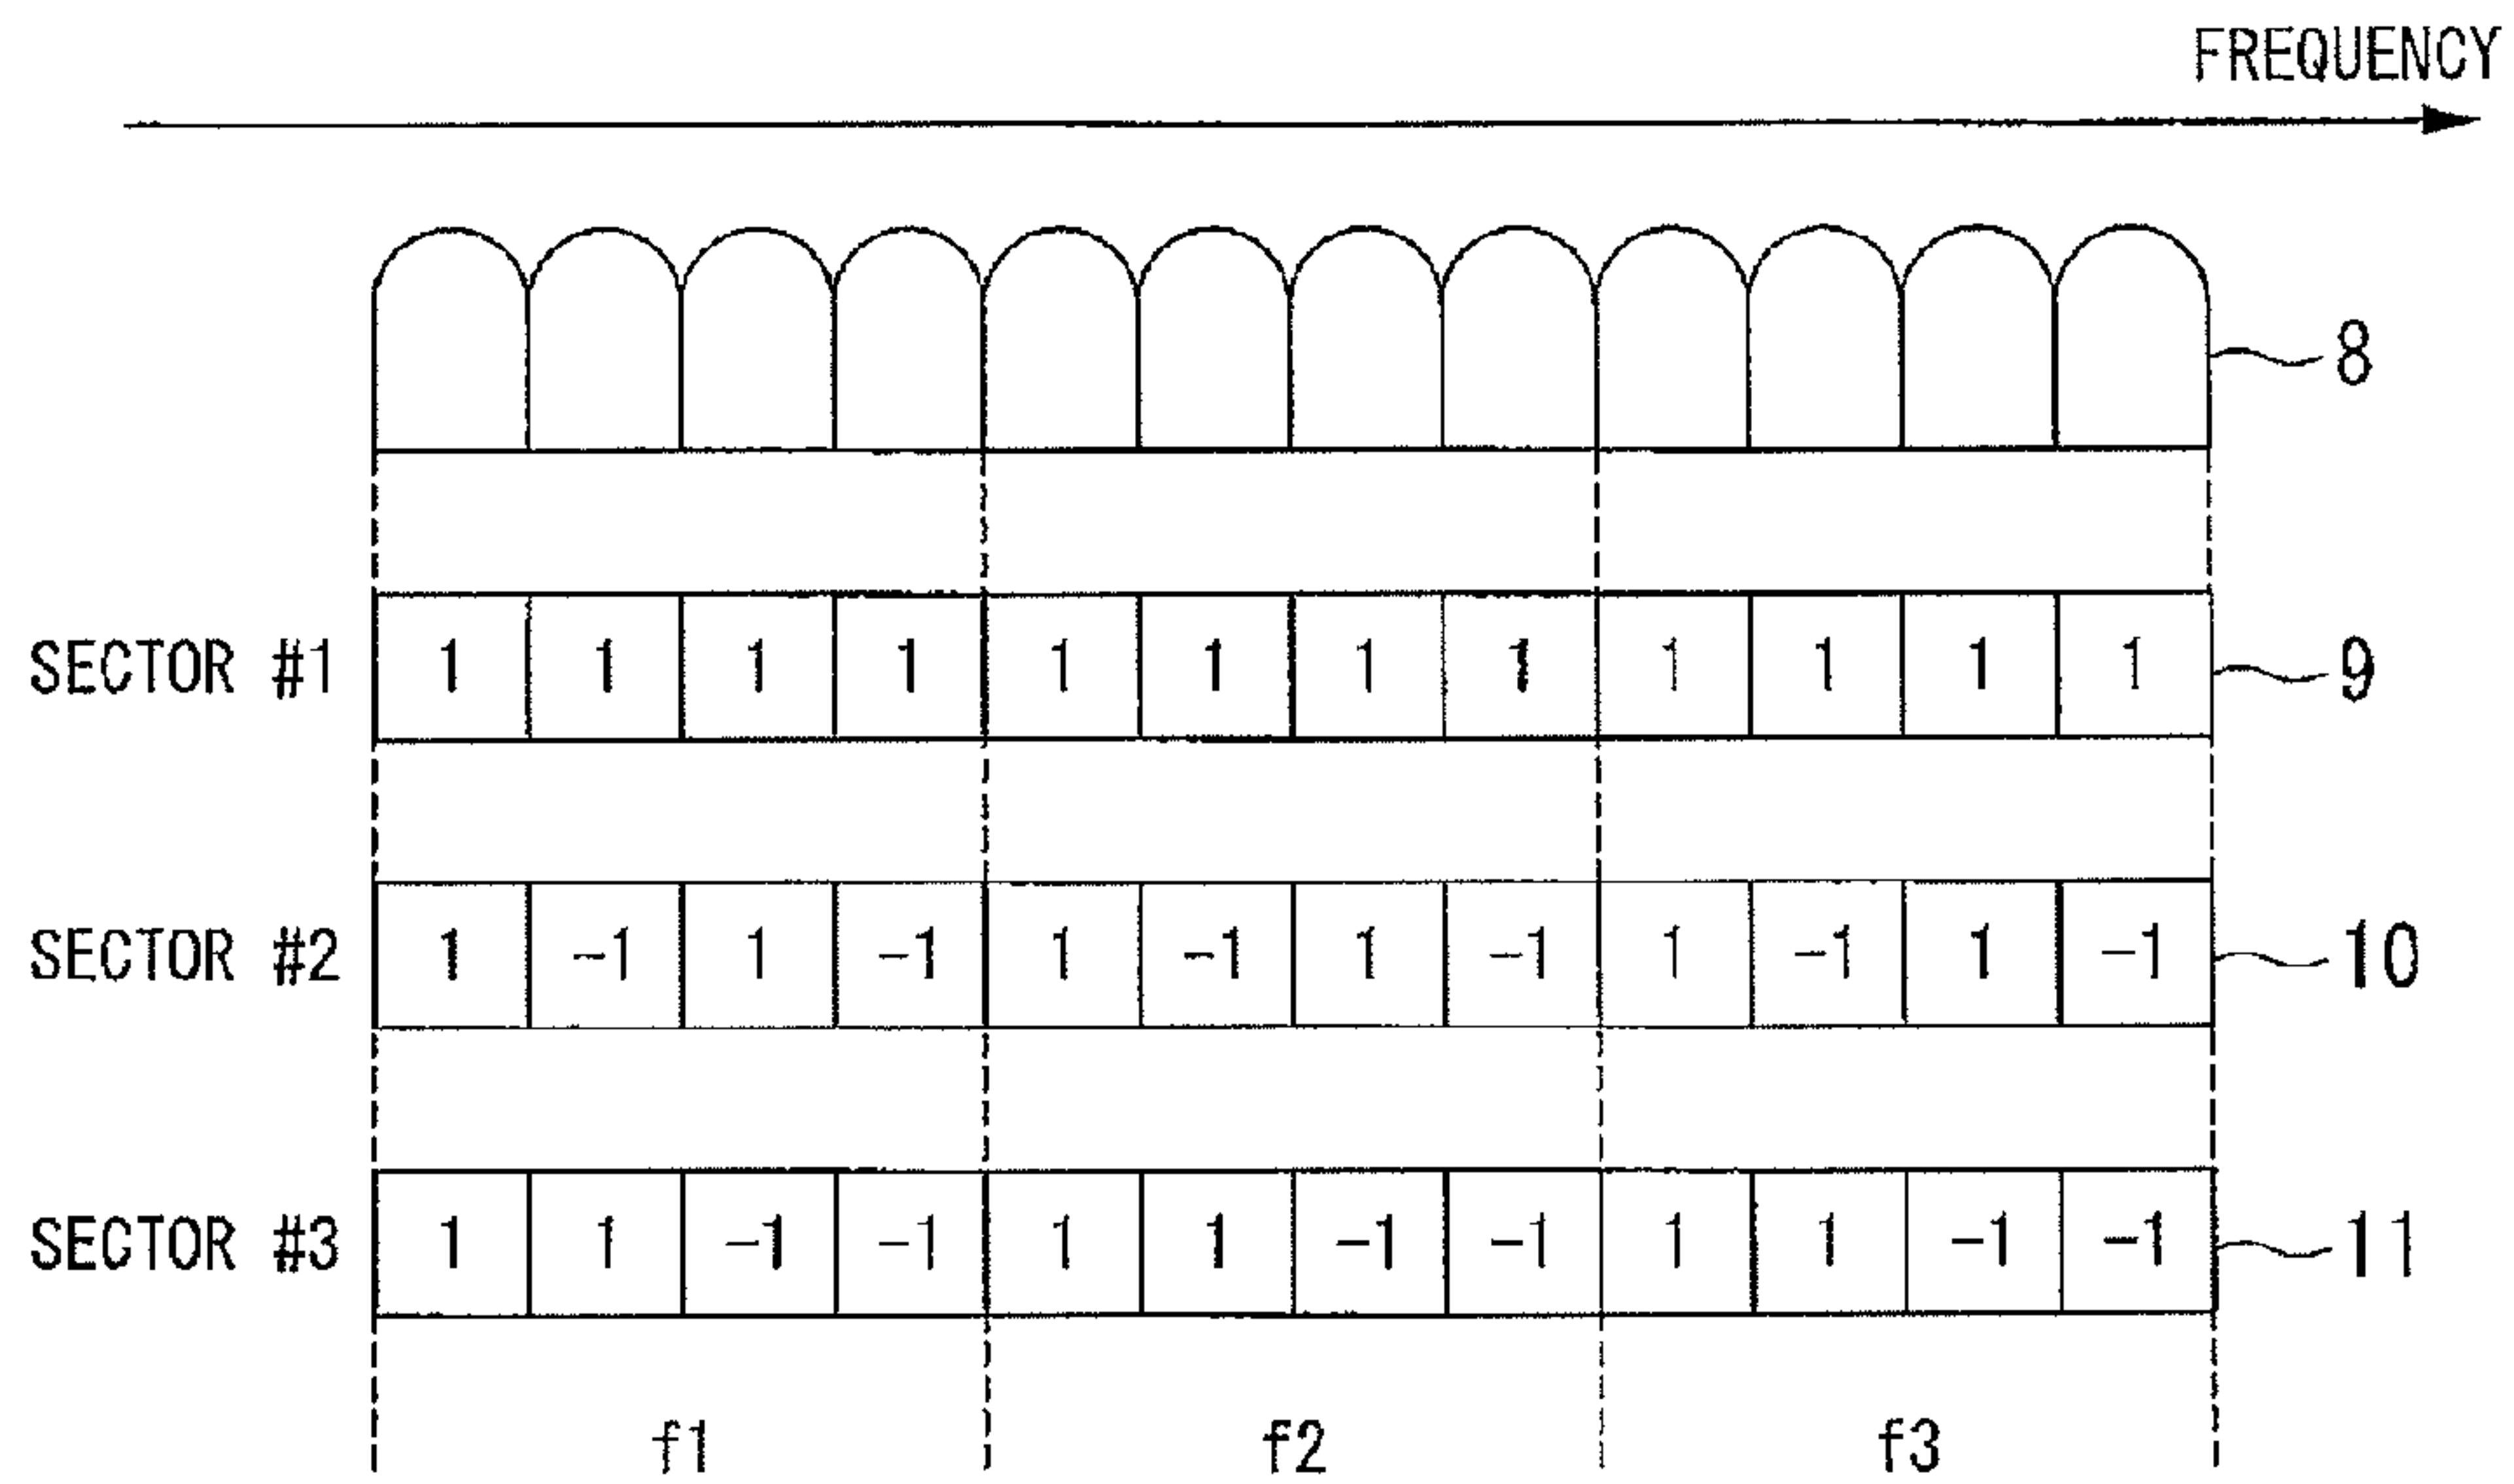 FREQUENCY
8
SECTOR #1 1 1 1 1 1 1 1 1 1 1 1 1 9
SECTOR #2 1 -1 1 -1 1 -1 1 -1 1 -1 1 -1 10
SECTOR #3 1 1 -1 -1 1 1 -1 -1 1 1 -1 -1 11
f1 f2 f3